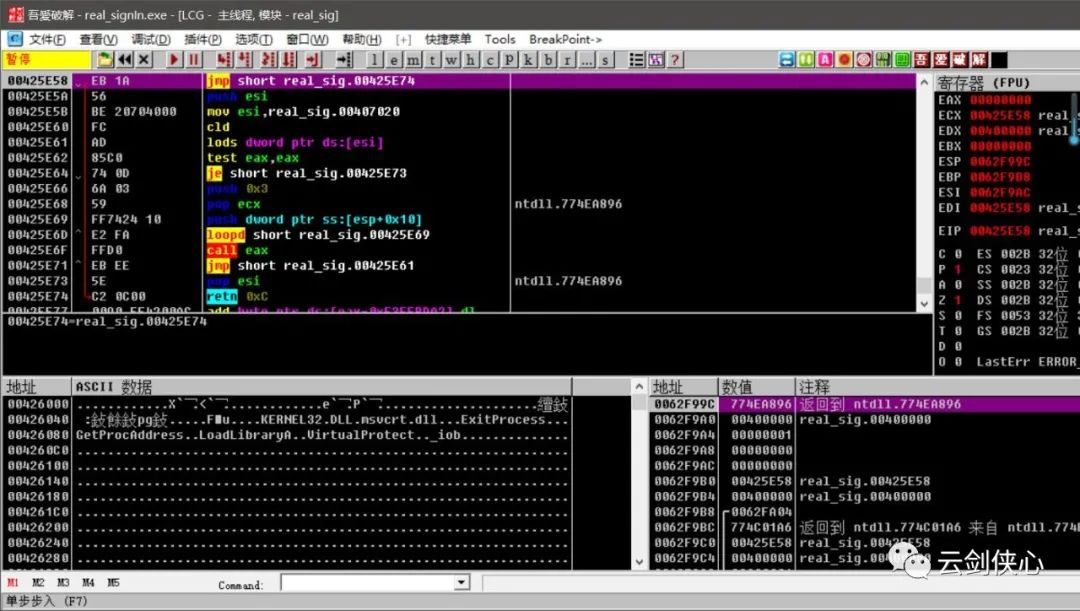 吾爱破解 - real_signIn.exe - [LCG - 主线程, 模块 - real_sig]
文件(F) 查看(V) 调试(D) 插件(P) 选项(T) 窗口(W) 帮助(H) [+] 快捷菜单 Tools BreakPoint->
暂停 l e m t w h c p k b r ... s ? 吾 爱 破 解
00425E58 EB 1A jmp short real_sig.00425E74
00425E5A 56 push esi
00425E5B BE 20704000 mov esi,real_sig.00407020
00425E60 FC cld
00425E61 AD lods dword ptr ds:[esi]
00425E62 85C0 test eax,eax
00425E64 74 0D je short real_sig.00425E73
00425E66 6A 03 push 0x3
00425E68 59 pop ecx ntdll.774EA896
00425E69 FF7424 10 push dword ptr ss:[esp+0x10]
00425E6D E2 FA loopd short real_sig.00425E69
00425E6F FFD0 call eax
00425E71 EB EE jmp short real_sig.00425E61
00425E73 5E pop esi ntdll.774EA896
00425E74 C2 0C00 retn 0xC
00425E74=real_sig.00425E74
寄存器 (FPU)
EAX 00000000
ECX 00425E58 real_s
EDX 00400000 real_s
EBX 00000000
ESP 0062F99C
EBP 0062F9B8
ESI 0062F9AC
EDI 00425E58 real_s
EIP 00425E58 real_s
C 0 ES 002B 32位
P 1 CS 0023 32位
A 0 SS 002B 32位
Z 1 DS 002B 32位
S 0 FS 0053 32位
T 0 GS 002B 32位
D 0
O 0 LastErr ERROR
地址 ASCII 数据
00426000
00426040 KERNEL32.DLL.msvcrt.dll...ExitProcess...
00426080 GetProcAddress..LoadLibraryA..VirtualProtect.._iob
004260C0
00426100
00426140
00426180
004261C0
00426200
00426240
00426280
地址 数值 注释
0062F99C 774EA896 返回到 ntdll.774EA896
0062F9A0 00400000 real_sig.00400000
0062F9A4 00000001
0062F9A8 00000000
0062F9AC 00000000
0062F9B0 00425E58 real_sig.00425E58
0062F9B4 00400000 real_sig.00400000
0062F9B8 0062FA04
0062F9BC 774C01A6 返回到 ntdll.774C01A6 来自 ntdll.774
0062F9C0 00425E58 real_sig.00425E58
0062F9C4 00400000 real_sig.00400000
云剑侠心
M1 M2 M3 M4 M5 Command:
单步步入 (F7)